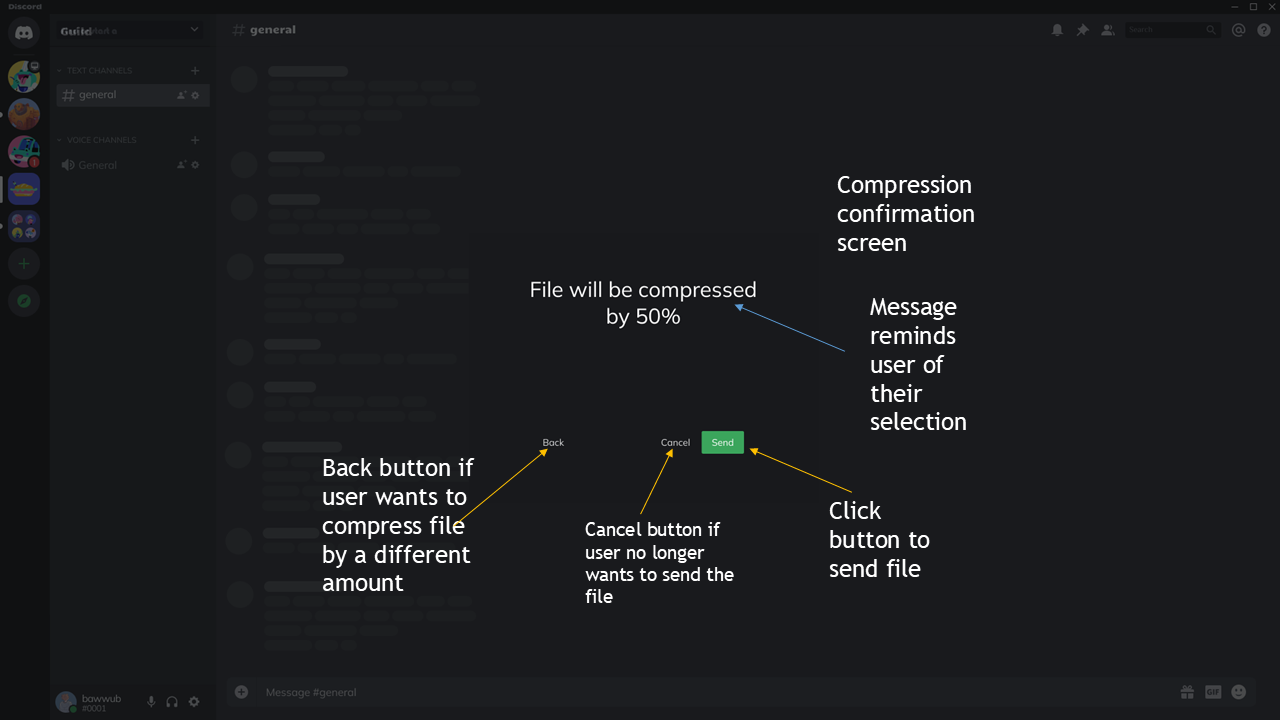 Discord
Guild
# general
Search
TEXT CHANNELS
general
VOICE CHANNELS
General
Compression
confirmation
screen
File will be compressed
by 50%
Message
reminds
user of
their
selection
Back
Cancel
Send
Back button if
user wants to
compress file
by a different
amount
Cancel button if
user no longer
wants to send the
file
Click
button to
send file
bawwub
#0001
Message #general
GIF